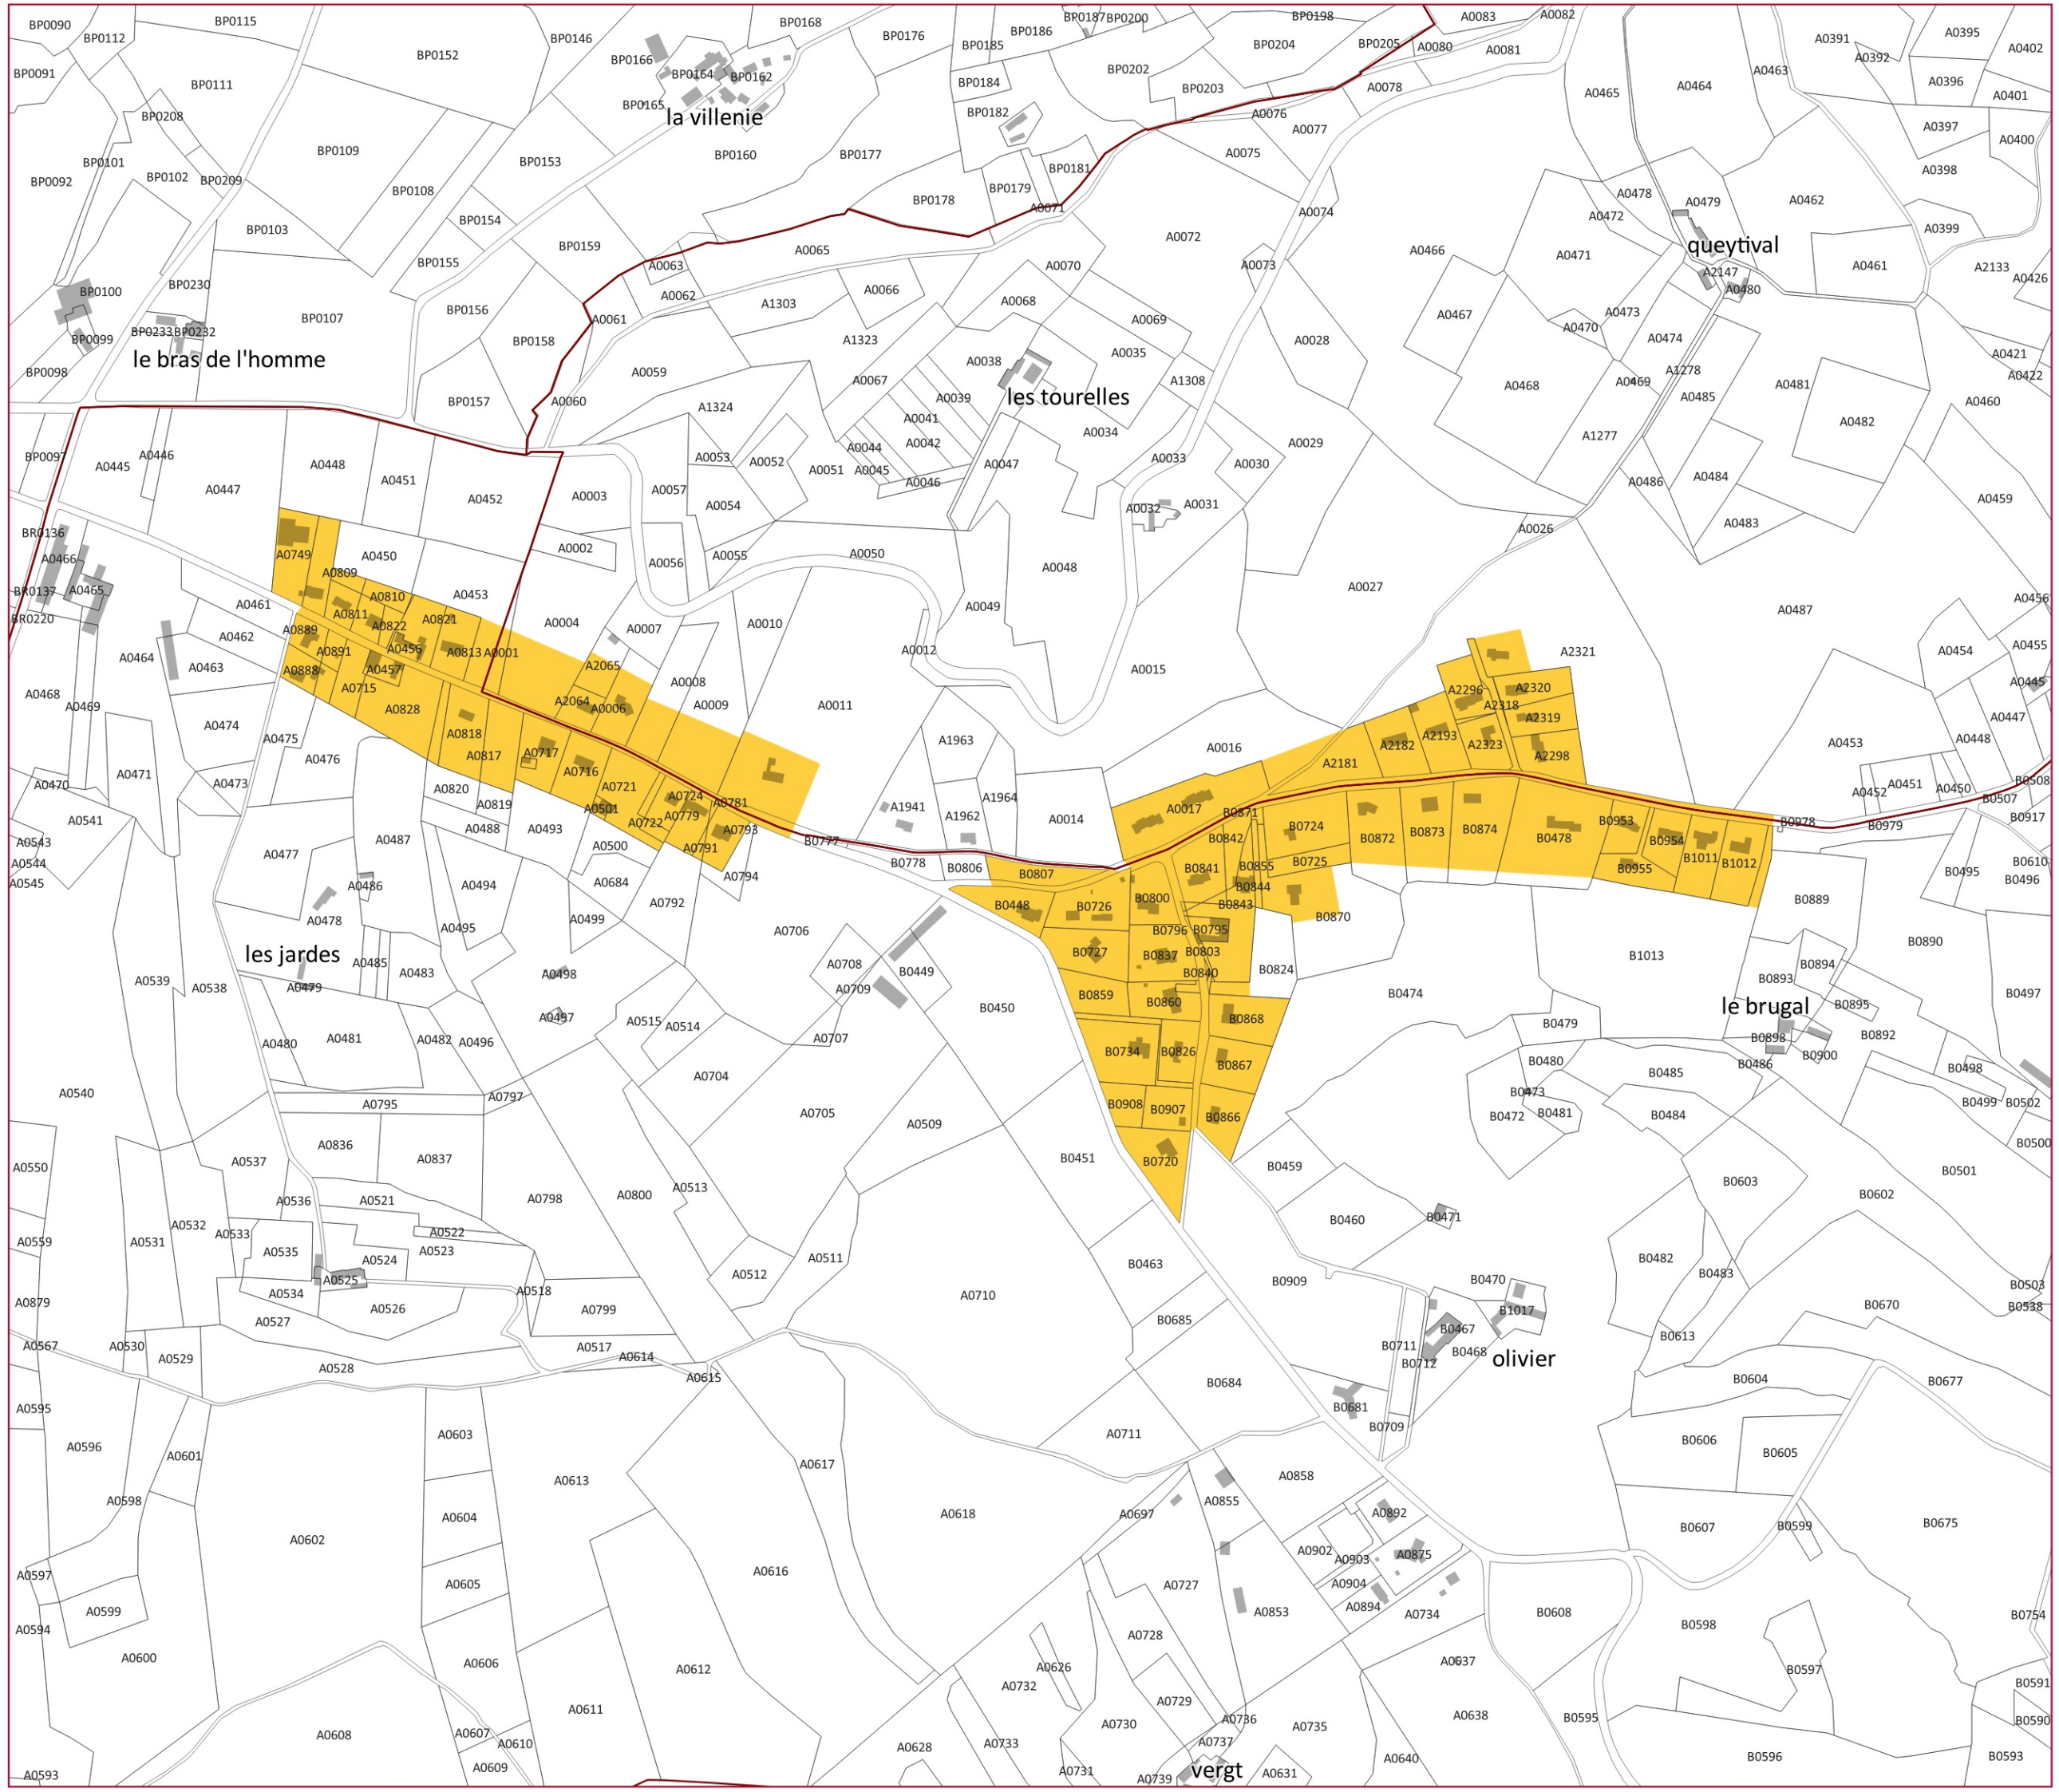 BP0090
BP0115
BP0112
BP0146
BP0152
BP0166
BP0168
BP0176
BP0185
BP0186
BP0187
BP0200
BP0198
BP0204
BP0205
A0083
A0082
A0080
A0081
A0391
A0392
A0395
A0402
A0463
BP0091
BP0111
BP0164
BP0162
BP0184
BP0202
BP0203
A0078
A0465
A0464
A0396
A0401
BP0165
la villenie
BP0208
BP0182
A0076
A0077
A0397
A0400
BP0109
BP0153
BP0160
BP0177
A0075
BP0101
BP0092
BP0102
BP0209
BP0108
BP0181
BP0179
A0398
BP0178
A0071
A0074
A0478
A0479
A0462
BP0154
A0472
BP0103
A0399
BP0159
A0065
A0072
A0466
A0471
queytival
BP0155
A0063
A0070
A0073
A0461
A2133
A0426
A2147
A0480
BP0100
BP0230
A0062
A0066
A0068
A1303
BP0107
BP0156
A0061
A0069
A0467
A0473
A0470
BP0233
BP0232
BP0099
le bras de l'homme
BP0158
A1323
A0028
A0474
A0035
A0038
A0421
BP0098
A0059
A0067
A1308
A1278
A0469
A0468
A0481
A0422
les tourelles
A0039
A0485
BP0157
A0060
A1324
A0041
A0460
A0482
A0034
A0042
A0029
A1277
A0446
A0044
A0033
A0030
BP0097
A0445
A0448
A0053
A0052
A0051
A0045
A0047
A0046
A0451
A0484
A0486
A0447
A0452
A0003
A0057
A0054
A0459
A0032
A0031
A0483
A0026
BR0136
A0466
A0749
A0450
A0002
A0055
A0050
A0056
A0048
A0809
A0027
BR0137
A0465
A0810
A0453
A0461
A0811
A0049
A0487
A0456
BR0220
A0889
A0822
A0821
A0004
A0007
A0010
A0462
A0456
A0891
A0813
A0001
A0012
A2321
A0454
A0455
A0464
A0463
A0888
A0457
A2065
A0015
A0008
A0445
A0468
A0469
A0715
A0828
A2064
A0006
A0009
A0011
A2296
A2320
A2318
A2319
A0447
A0474
A0475
A0818
A1963
A0016
A2193
A2182
A2323
A2298
A0448
A0453
A0476
A0817
A0717
A0716
A2181
A0471
A0473
A0470
A0820
A0819
A0721
A0724
A0781
A1964
A1941
A1962
A0017
A0452
A0451
A0450
B0508
B0507
A0541
A0501
A0779
A0722
A0793
A0014
B0871
B0724
B0872
B0873
B0874
B0953
B0978
B0979
B0917
A0488
A0493
A0543
A0487
A0500
A0791
B0777
B0842
B0478
B0954
A0477
B0778
B0806
B0807
B0841
B0855
B0725
B0955
B1011
B1012
B0610
A0544
A0545
A0486
A0494
A0684
A0794
B0844
B0495
B0496
A0792
B0448
B0726
B0800
B0843
B0870
B0889
A0478
A0499
A0495
A0706
B0796
B0795
B0890
les jardes
A0485
A0483
A0498
A0708
B0449
B0727
B0837
B0803
B0840
B0824
B1013
B0893
B0894
A0539
A0538
A0479
A0709
B0474
B0497
B0859
B0860
B0895
A0497
A0515
A0514
B0450
B0868
B0479
le brugal
A0480
A0481
A0482
A0496
A0707
B0898
B0892
B0734
B0826
B0867
B0480
B0900
B0486
B0498
A0704
B0485
A0540
A0797
A0795
A0705
B0908
B0907
B0866
B0473
B0472
B0481
B0484
B0499
B0502
A0509
A0836
A0837
B0500
A0550
A0537
B0451
B0720
B0459
B0501
A0513
B0603
A0536
A0521
A0798
A0800
B0602
A0532
A0533
A0522
B0460
B0471
A0559
A0531
A0535
A0524
A0523
A0511
A0512
B0463
B0482
B0483
A0525
B0909
B0470
B0503
A0534
A0518
A0879
A0526
A0799
A0710
B1017
B0670
B0538
A0527
B0685
B0467
B0613
A0567
A0530
A0529
A0528
A0517
A0614
B0711
B0468
B0712
olivier
A0615
B0684
B0604
B0677
A0595
B0681
B0709
A0596
A0603
A0711
B0606
B0605
A0601
A0613
A0617
A0858
A0598
A0604
A0618
A0697
A0855
A0892
B0607
B0599
B0675
A0602
A0902
A0903
A0875
A0597
A0605
A0616
A0904
A0727
A0599
A0894
A0734
B0608
A0853
B0754
A0594
A0728
B0598
A0600
A0606
A0612
A0626
A0637
B0597
A0732
B0591
A0729
A0611
A0730
A0736
A0735
A0638
B0595
B0590
A0607
A0608
A0610
A0628
A0733
A0737
A0640
B0596
B0593
A0609
A0593
A0731
A0739
vergt
A0631